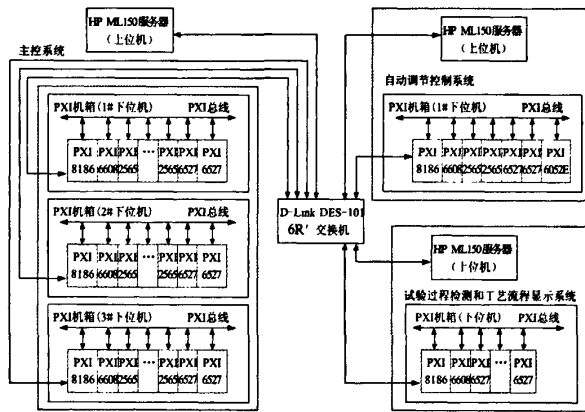 HP ML150服务器
(上位机)
主控系统
PXI机箱(1#下位机) PXI总线
PXI PXI PXI ... PXI PXI PXI
8186 6608 2565 2565 6527 6527
PXI机箱(2#下位机) PXI总线
PXI PXI PXI ... PXI PXI PXI
8186 6608 2565 2565 6527 6527
PXI机箱(3#下位机) PXI总线
PXI PXI PXI ... PXI PXI PXI
8186 6608 2565 2565 6527 6527
D-Link DES-101
6R′ 交换机
HP ML150服务器
(上位机)
自动调节控制系统
PXI机箱(1#下位机) PXI总线
PXI PXI PXI PXI PXI PXI PXI
8186 6608 2565 2565 6527 6527 6052E
HP ML150服务器
(上位机)
试验过程检测和工艺流程显示系统
PXI机箱(下位机) PXI总线
PXI PXI PXI ... PXI
8186 6608 6527 6527